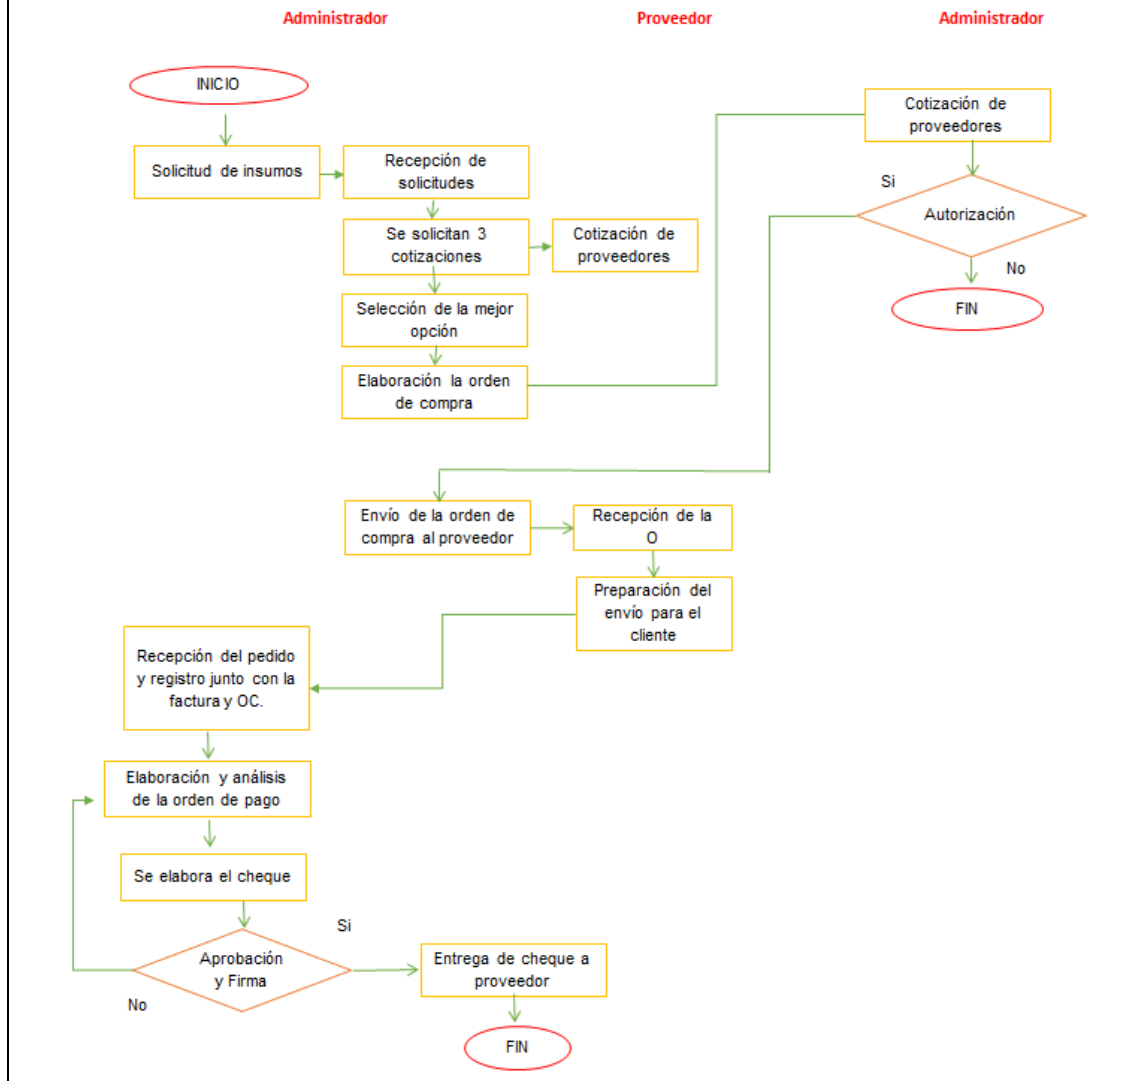 Administrador
Proveedor
Administrador
INICIO
Solicitud de insumos
Recepción de
solicitudes
Se solicitan 3
cotizaciones
Cotización de
proveedores
Selección de la mejor
opción
Elaboración la orden
de compra
Cotización de
proveedores
Si
Autorización
No
FIN
Envío de la orden de
compra al proveedor
Recepción de la
O
Preparación del
envío para el
cliente
Recepción del pedido
y registro junto con la
factura y OC.
Elaboración y análisis
de la orden de pago
Se elabora el cheque
Si
Aprobación
y Firma
No
Entrega de cheque a
proveedor
FIN